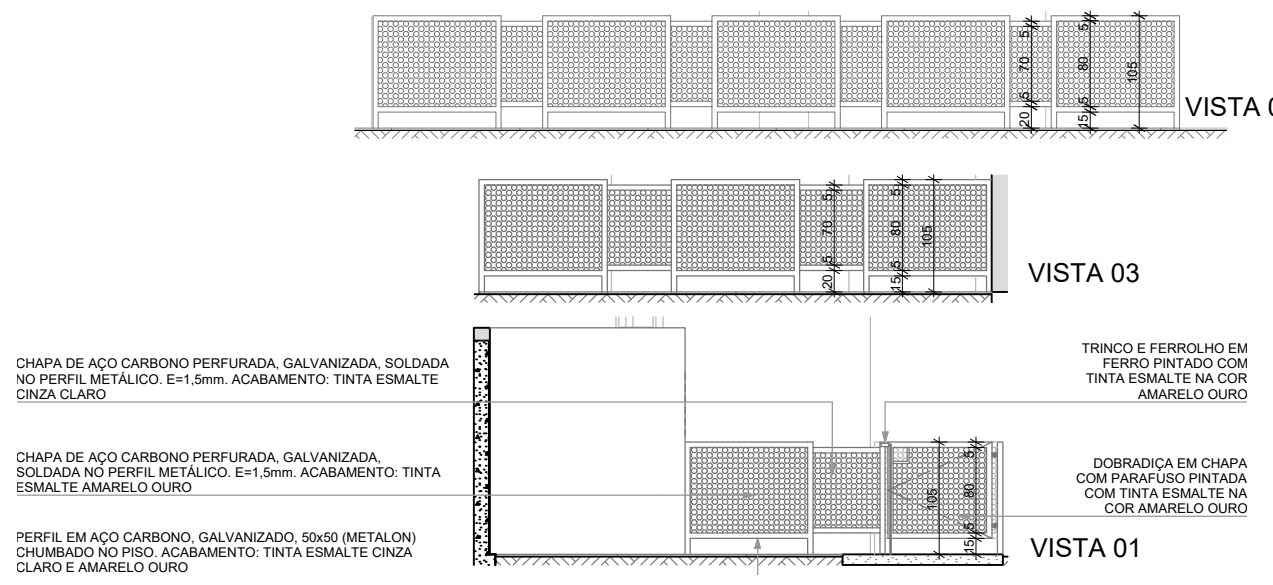 5
70
5
20
5
80
5
15
105
VISTA 0
5
70
5
20
5
80
5
15
105
VISTA 03
CHAPA DE AÇO CARBONO PERFURADA, GALVANIZADA, SOLDADA
NO PERFIL METÁLICO. E=1,5mm. ACABAMENTO: TINTA ESMALTE
CINZA CLARO
CHAPA DE AÇO CARBONO PERFURADA, GALVANIZADA,
SOLDADA NO PERFIL METÁLICO. E=1,5mm. ACABAMENTO: TINTA
ESMALTE AMARELO OURO
PERFIL EM AÇO CARBONO, GALVANIZADO, 50x50 (METALON)
CHUMBADO NO PISO. ACABAMENTO: TINTA ESMALTE CINZA
CLARO E AMARELO OURO
TRINCO E FERROLHO EM
FERRO PINTADO COM
TINTA ESMALTE NA COR
AMARELO OURO
DOBRADIÇA EM CHAPA
COM PARAFUSO PINTADA
COM TINTA ESMALTE NA
COR AMARELO OURO
105
5
80
5
15
VISTA 01